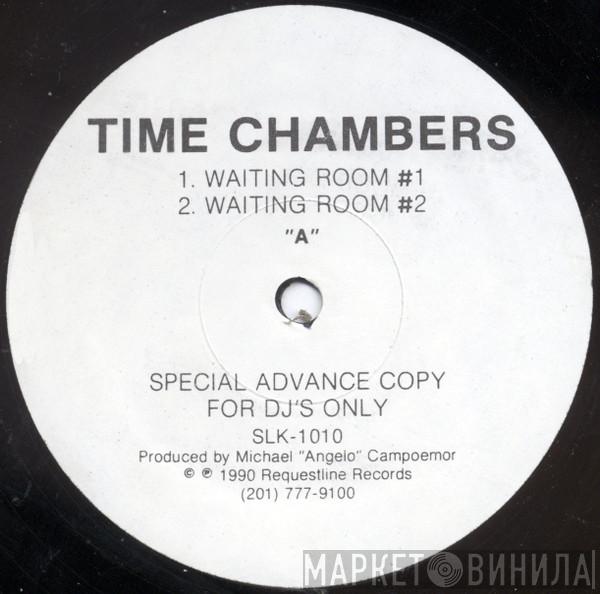 TIME CHAMBERS
1. WAITING ROOM #1
2. WAITING ROOM #2
"A"
SPECIAL ADVANCE COPY
FOR DJ'S ONLY
SLK-1010
Produced by Michael "Angelo" Campoemor
© ℗ 1990 Requestline Records
(201) 777-9100
МАРКЕТ ВИНИЛА